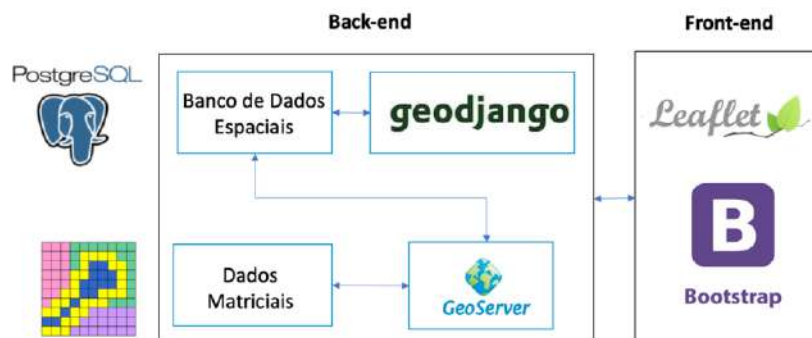 Back-end
Front-end
PostgreSQL
Banco de Dados
Espaciais
geodjango
Leaflet
B
Bootstrap
Dados
Matriciais
GeoServer